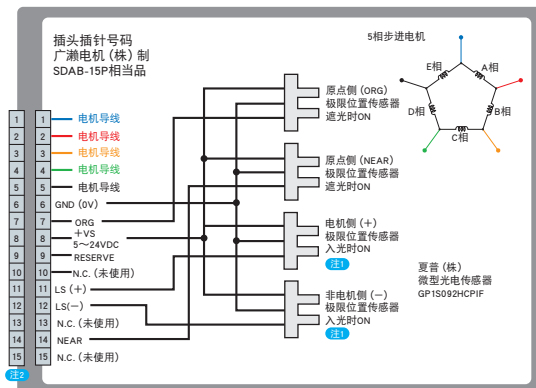 插头插针号码
广濑电机（株）制
SDAB-15P相当品
1 1 电机导线
2 2 电机导线
3 3 电机导线
4 4 电机导线
5 5 电机导线
6 6 GND（0V）
7 7 ORG
8 8 ＋VS
5～24VDC
9 9 RESERVE
10 10 N.C.（未使用）
11 11 LS（＋）
12 12 LS(－)
13 13 N.C.（未使用）
14 14 NEAR
15 15 N.C.（未使用）
注2
原点侧（ORG）
极限位置传感器
遮光时ON
原点侧（NEAR）
极限位置传感器
遮光时ON
电机侧（＋）
极限位置传感器
入光时ON
注1
非电机侧（－）
极限位置传感器
入光时ON
注1
5相步进电机
E相
A相
D相
B相
C相
夏普（株）
微型光电传感器
GP1S092HCPIF